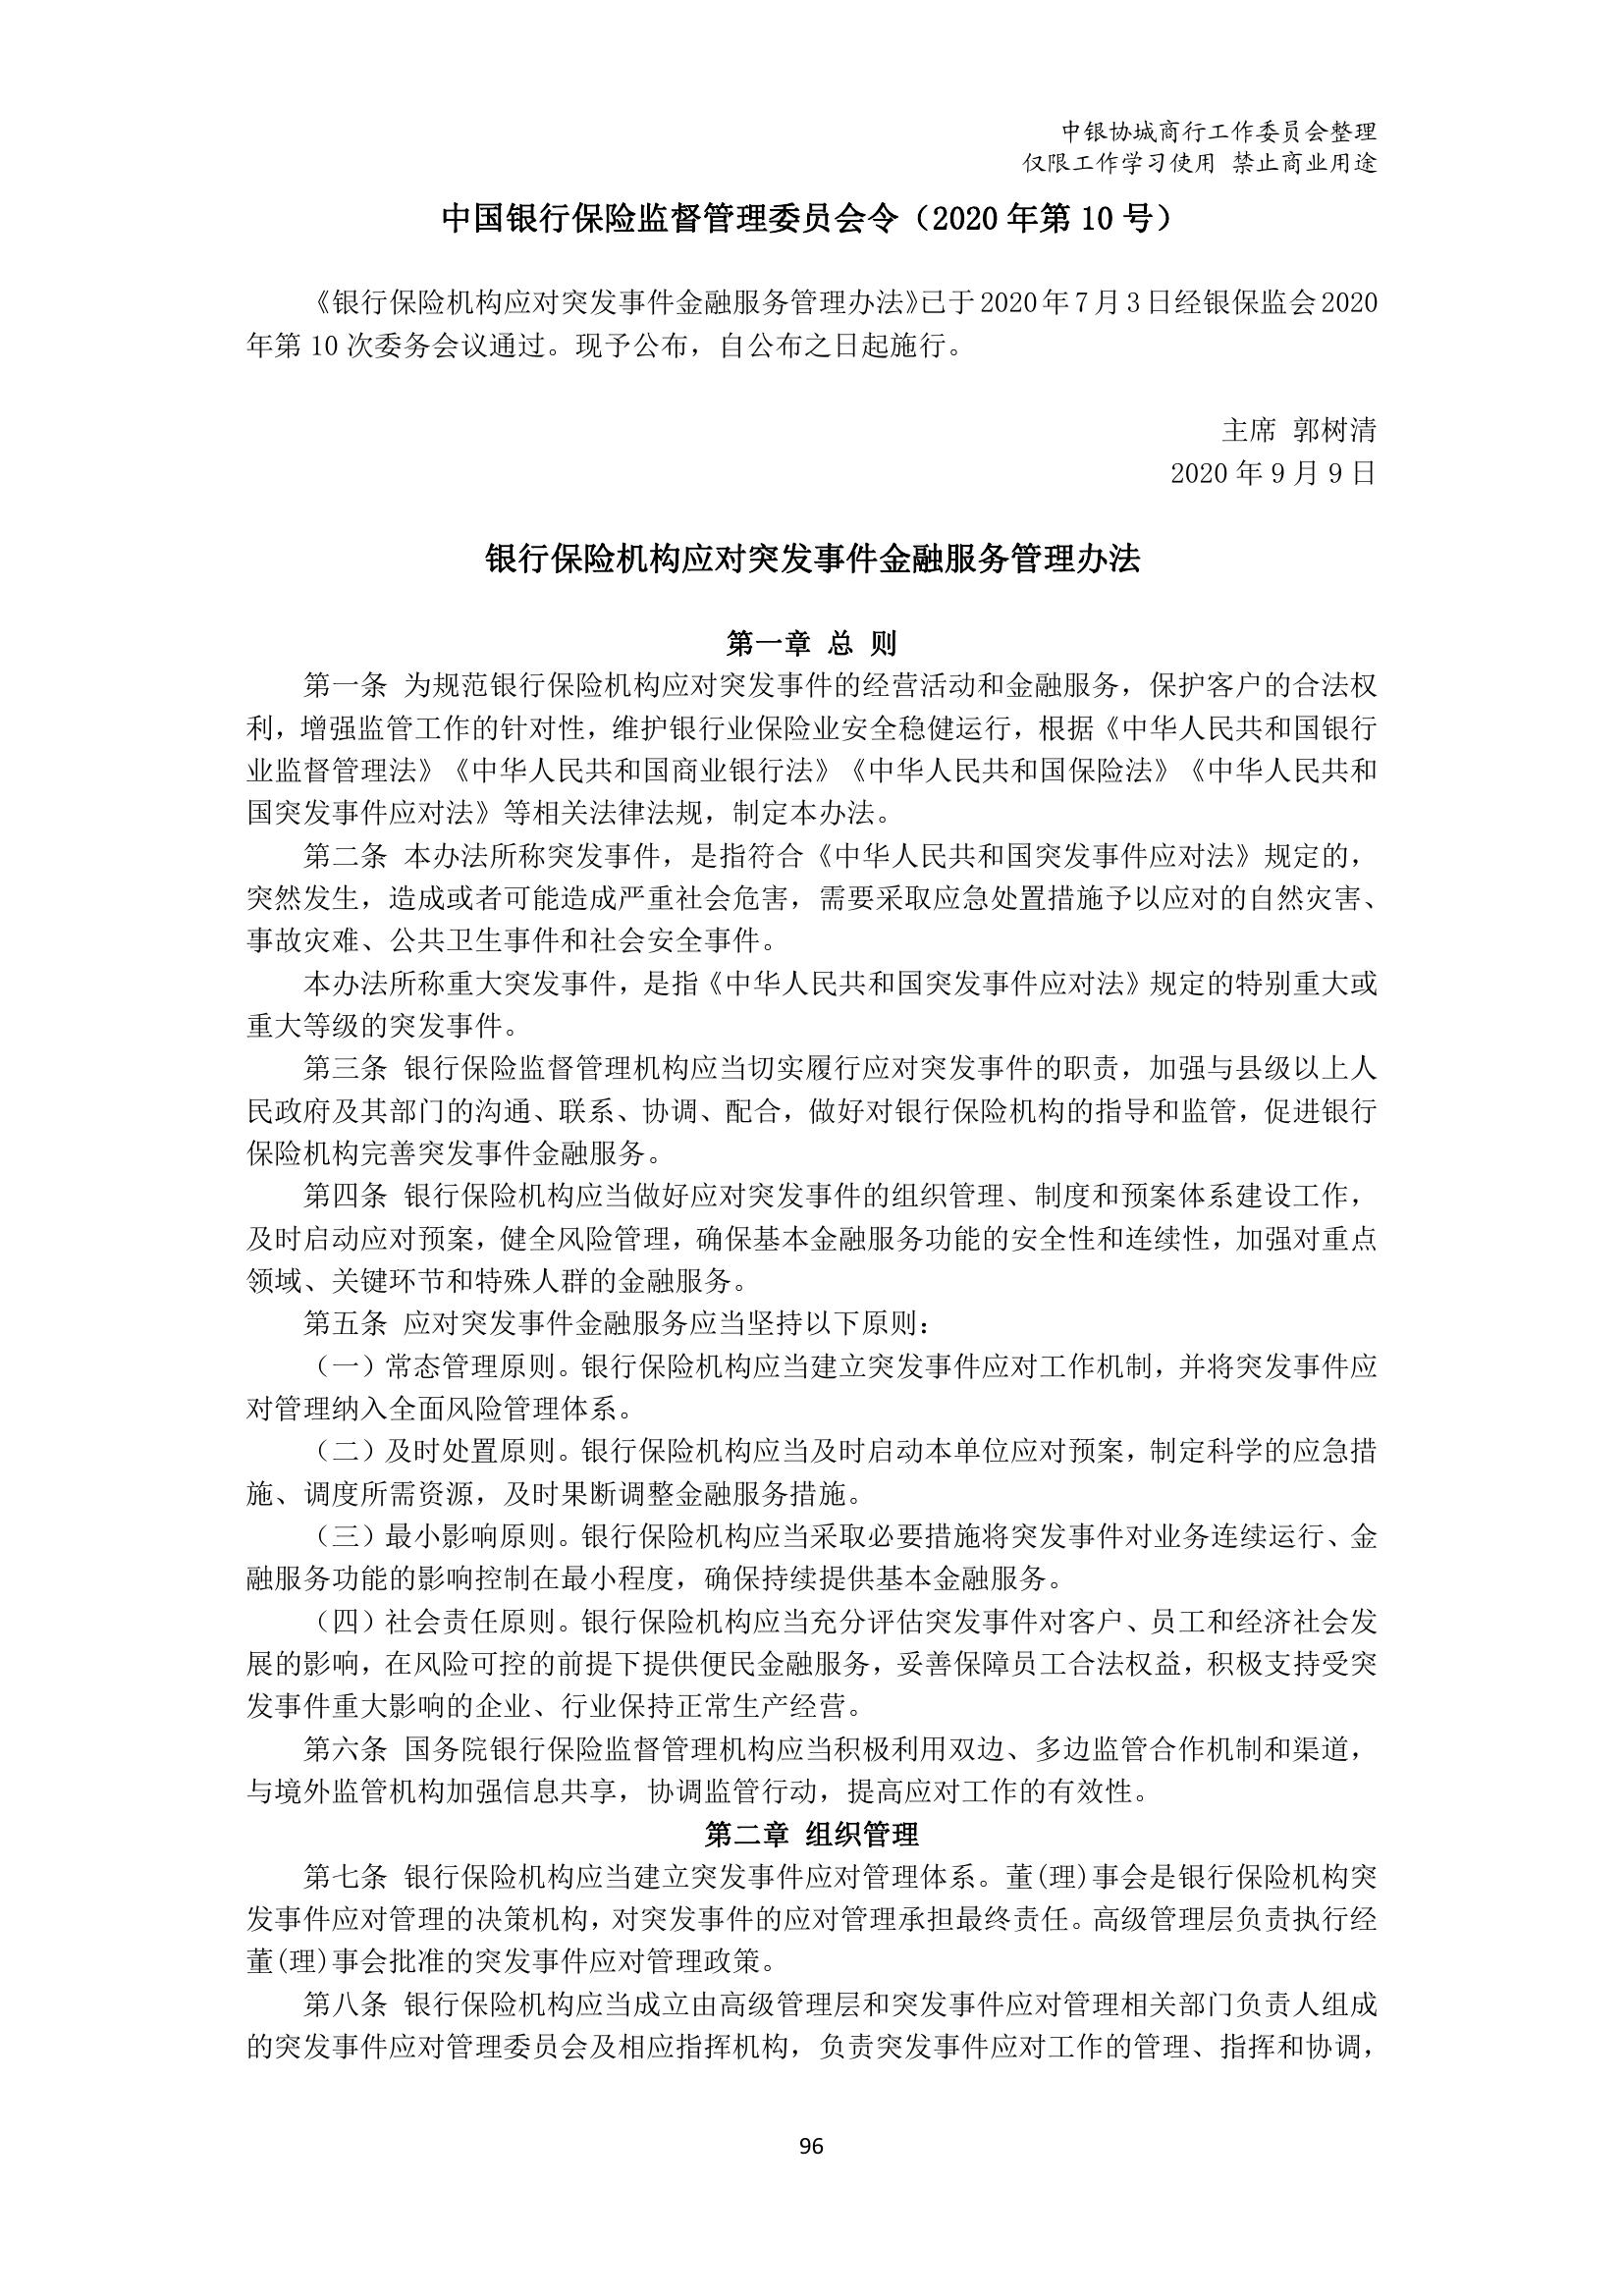 中银协城商行工作委员会整理
仅限工作学习使用 禁止商业用途
中国银行保险监督管理委员会令（2020 年第 10 号）
《银行保险机构应对突发事件金融服务管理办法》已于 2020 年 7 月 3 日经银保监会 2020
年第 10 次委务会议通过。现予公布，自公布之日起施行。
主席 郭树清
2020 年 9 月 9 日
银行保险机构应对突发事件金融服务管理办法
第一章 总 则
第一条 为规范银行保险机构应对突发事件的经营活动和金融服务，保护客户的合法权
利，增强监管工作的针对性，维护银行业保险业安全稳健运行，根据《中华人民共和国银行
业监督管理法》《中华人民共和国商业银行法》《中华人民共和国保险法》《中华人民共和
国突发事件应对法》等相关法律法规，制定本办法。
第二条 本办法所称突发事件，是指符合《中华人民共和国突发事件应对法》规定的，
突然发生，造成或者可能造成严重社会危害，需要采取应急处置措施予以应对的自然灾害、
事故灾难、公共卫生事件和社会安全事件。
本办法所称重大突发事件，是指《中华人民共和国突发事件应对法》规定的特别重大或
重大等级的突发事件。
第三条 银行保险监督管理机构应当切实履行应对突发事件的职责，加强与县级以上人
民政府及其部门的沟通、联系、协调、配合，做好对银行保险机构的指导和监管，促进银行
保险机构完善突发事件金融服务。
第四条 银行保险机构应当做好应对突发事件的组织管理、制度和预案体系建设工作，
及时启动应对预案，健全风险管理，确保基本金融服务功能的安全性和连续性，加强对重点
领域、关键环节和特殊人群的金融服务。
第五条 应对突发事件金融服务应当坚持以下原则：
（一）常态管理原则。银行保险机构应当建立突发事件应对工作机制，并将突发事件应
对管理纳入全面风险管理体系。
（二）及时处置原则。银行保险机构应当及时启动本单位应对预案，制定科学的应急措
施、调度所需资源，及时果断调整金融服务措施。
（三）最小影响原则。银行保险机构应当采取必要措施将突发事件对业务连续运行、金
融服务功能的影响控制在最小程度，确保持续提供基本金融服务。
（四）社会责任原则。银行保险机构应当充分评估突发事件对客户、员工和经济社会发
展的影响，在风险可控的前提下提供便民金融服务，妥善保障员工合法权益，积极支持受突
发事件重大影响的企业、行业保持正常生产经营。
第六条 国务院银行保险监督管理机构应当积极利用双边、多边监管合作机制和渠道，
与境外监管机构加强信息共享，协调监管行动，提高应对工作的有效性。
第二章 组织管理
第七条 银行保险机构应当建立突发事件应对管理体系。董(理)事会是银行保险机构突
发事件应对管理的决策机构，对突发事件的应对管理承担最终责任。高级管理层负责执行经
董(理)事会批准的突发事件应对管理政策。
第八条 银行保险机构应当成立由高级管理层和突发事件应对管理相关部门负责人组成
的突发事件应对管理委员会及相应指挥机构，负责突发事件应对工作的管理、指挥和协调，
96